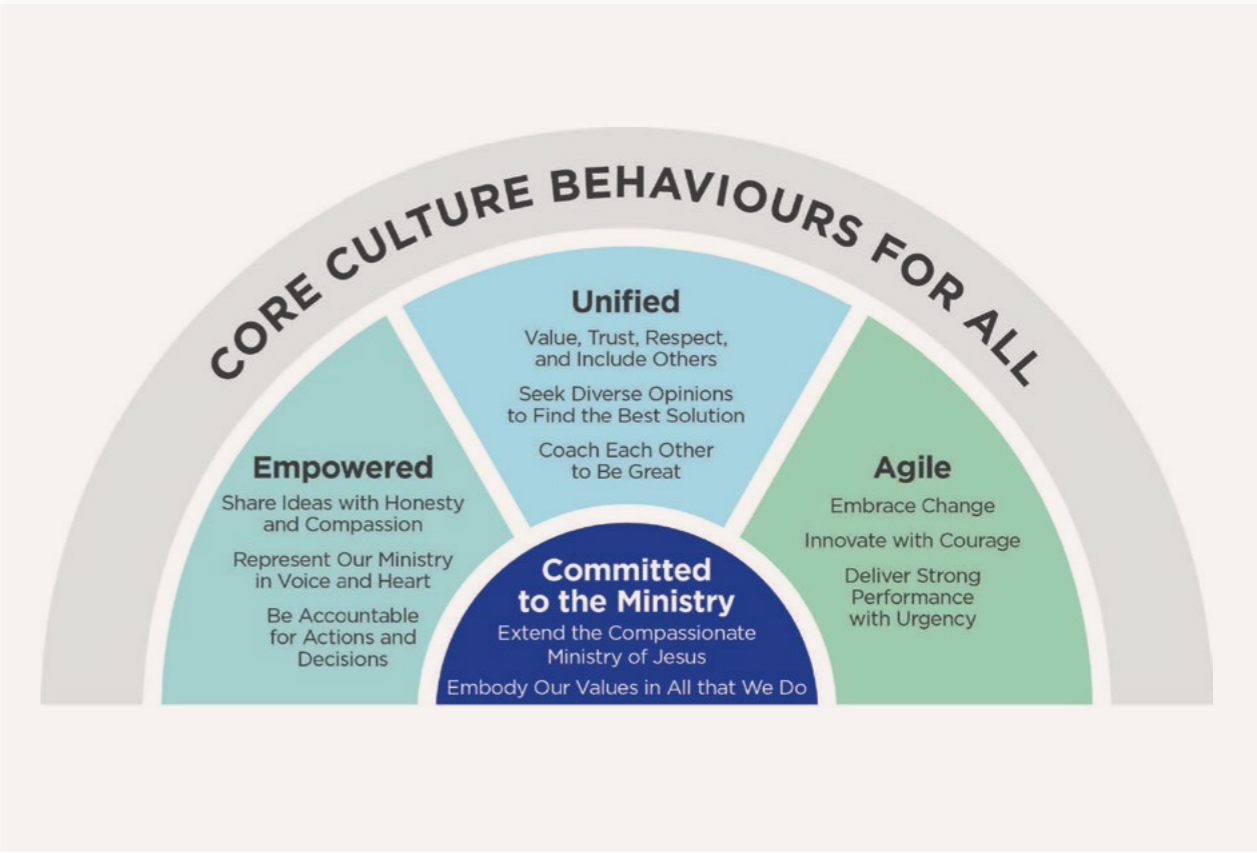 CORE CULTURE BEHAVIOURS FOR ALL
Empowered
Share Ideas with Honesty
and Compassion
Represent Our Ministry
in Voice and Heart
Be Accountable
for Actions and
Decisions
Unified
Value, Trust, Respect,
and Include Others
Seek Diverse Opinions
to Find the Best Solution
Coach Each Other
to Be Great
Agile
Embrace Change
Innovate with Courage
Deliver Strong
Performance
with Urgency
Committed
to the Ministry
Extend the Compassionate
Ministry of Jesus
Embody Our Values in All that We Do